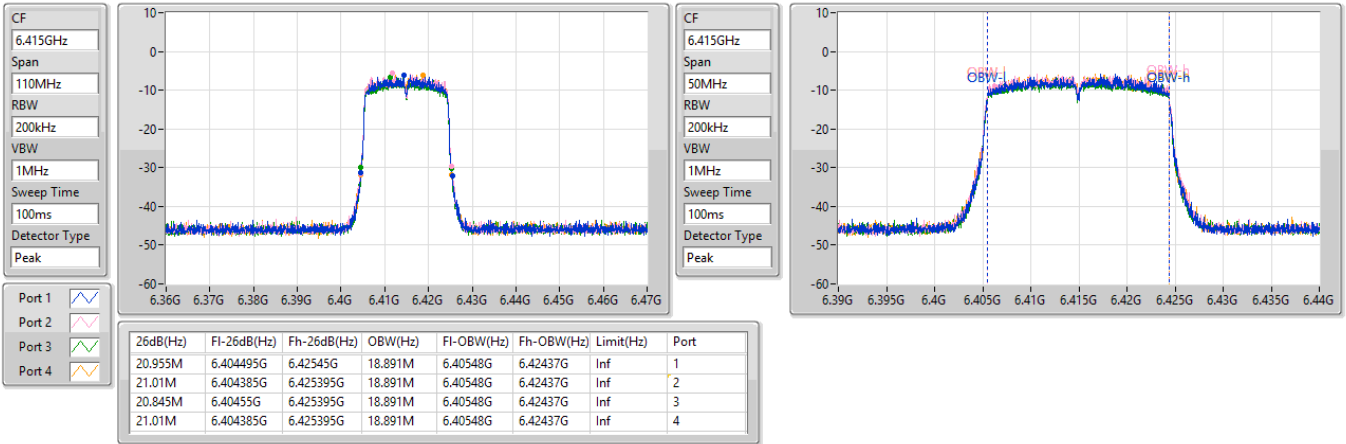 CF
6.415GHz
Span
110MHz
RBW
200kHz
VBW
1MHz
Sweep Time
100ms
Detector Type
Peak
Port 1
Port 2
Port 3
Port 4
10-
0-
-10-
-20-
-30-
-40-
-50-
-60-
6.36G 6.37G 6.38G 6.39G 6.4G 6.41G 6.42G 6.43G 6.44G 6.45G 6.46G 6.47G
CF
6.415GHz
Span
50MHz
RBW
200kHz
VBW
1MHz
Sweep Time
100ms
Detector Type
Peak
10-
0-
-10-
-20-
-30-
-40-
-50-
-60-
OBW-l OBW-h
6.39G 6.395G 6.4G 6.405G 6.41G 6.415G 6.42G 6.425G 6.43G 6.435G 6.44G
26dB(Hz) Fl-26dB(Hz) Fh-26dB(Hz) OBW(Hz) Fl-OBW(Hz) Fh-OBW(Hz) Limit(Hz) Port
20.955M 6.404495G 6.42545G 18.891M 6.40548G 6.42437G Inf 1
21.01M 6.404385G 6.425395G 18.891M 6.40548G 6.42437G Inf 2
20.845M 6.40455G 6.425395G 18.891M 6.40548G 6.42437G Inf 3
21.01M 6.404385G 6.425395G 18.891M 6.40548G 6.42437G Inf 4